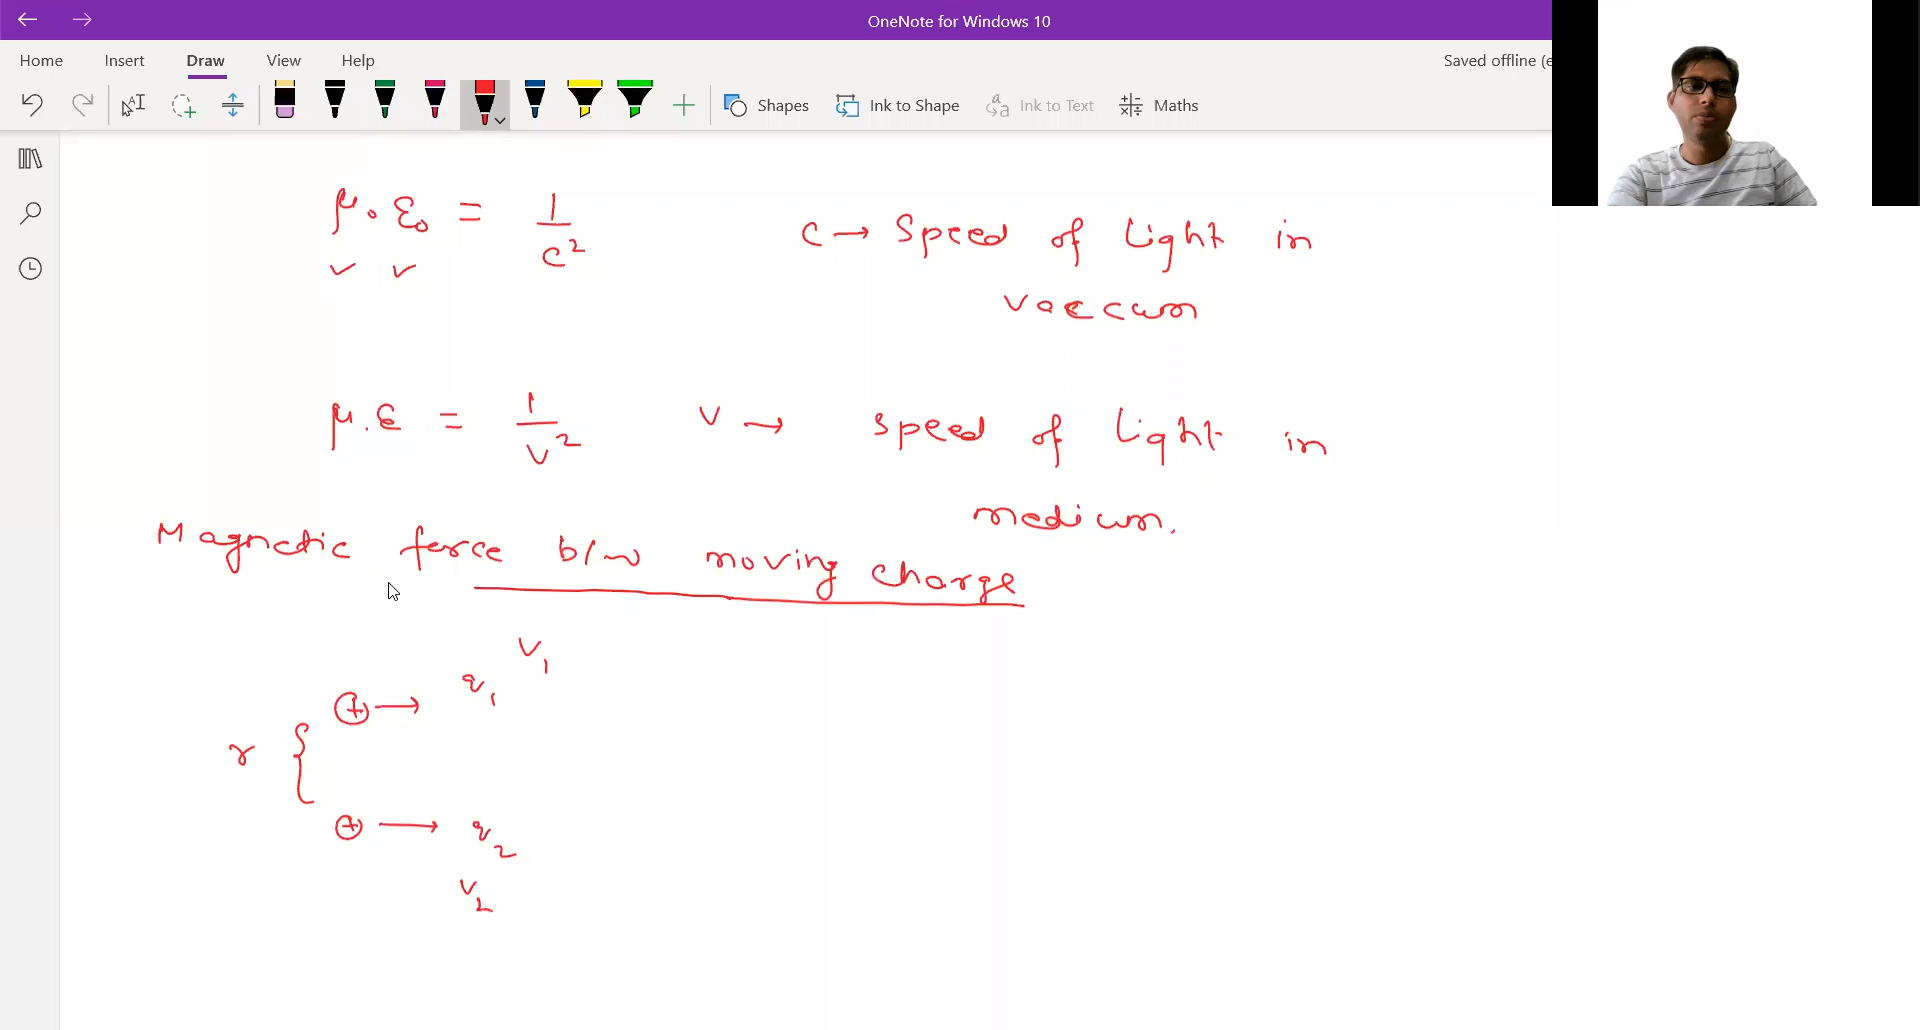 OneNote for Windows 10
Home Insert Draw View Help Saved offline (e
Shapes Ink to Shape Ink to Text Maths
μ₀ ε₀ = 1/c² c → Speed of Light in
vaccum
μ.ε = 1/v² v → speed of Light in
medium.
Magnetic force b/w moving charge
v₁
q₁
r
q₂
v₂